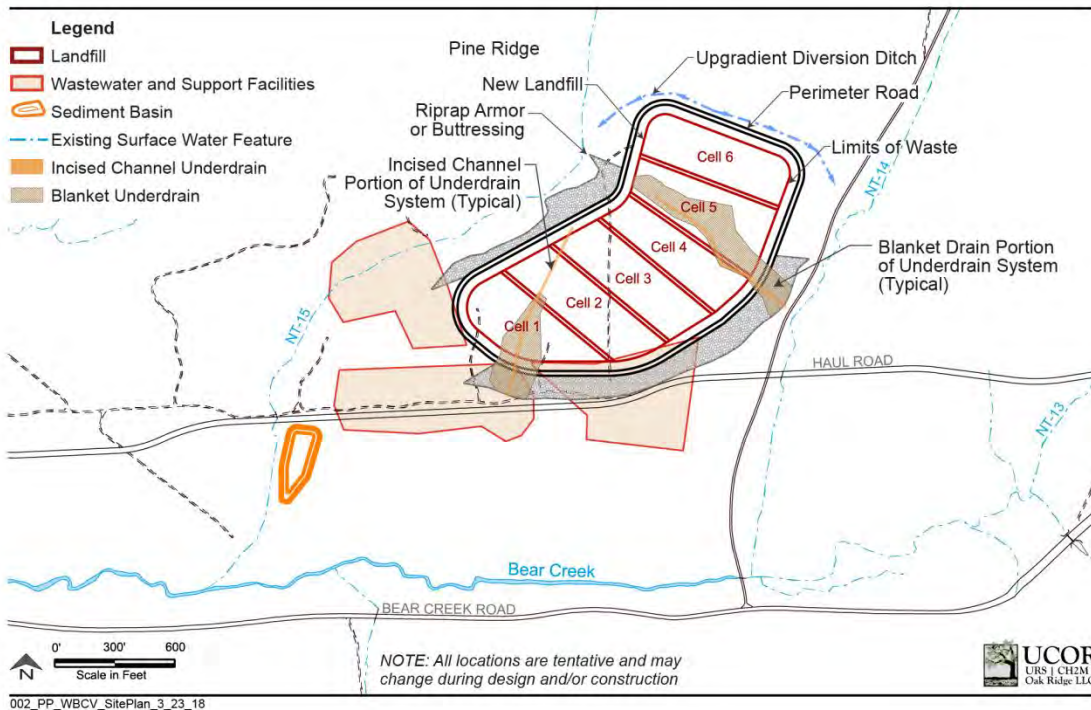 Legend
Landfill
Wastewater and Support Facilities
Sediment Basin
Existing Surface Water Feature
Incised Channel Underdrain
Blanket Underdrain
Pine Ridge
Upgradient Diversion Ditch
New Landfill
Perimeter Road
Riprap Armor
or Buttressing
Limits of Waste
Incised Channel
Portion of Underdrain
System (Typical)
Cell 6
Cell 5
Cell 4
Cell 3
Cell 2
Cell 1
NT-14
Blanket Drain Portion
of Underdrain System
(Typical)
NT-15
HAUL ROAD
NT-13
Bear Creek
BEAR CREEK ROAD
0' 300' 600
Scale in Feet
N
NOTE: All locations are tentative and may
change during design and/or construction
UCOR
URS | CH2M
Oak Ridge LLC
002_PP_WBCV_SitePlan_3_23_18